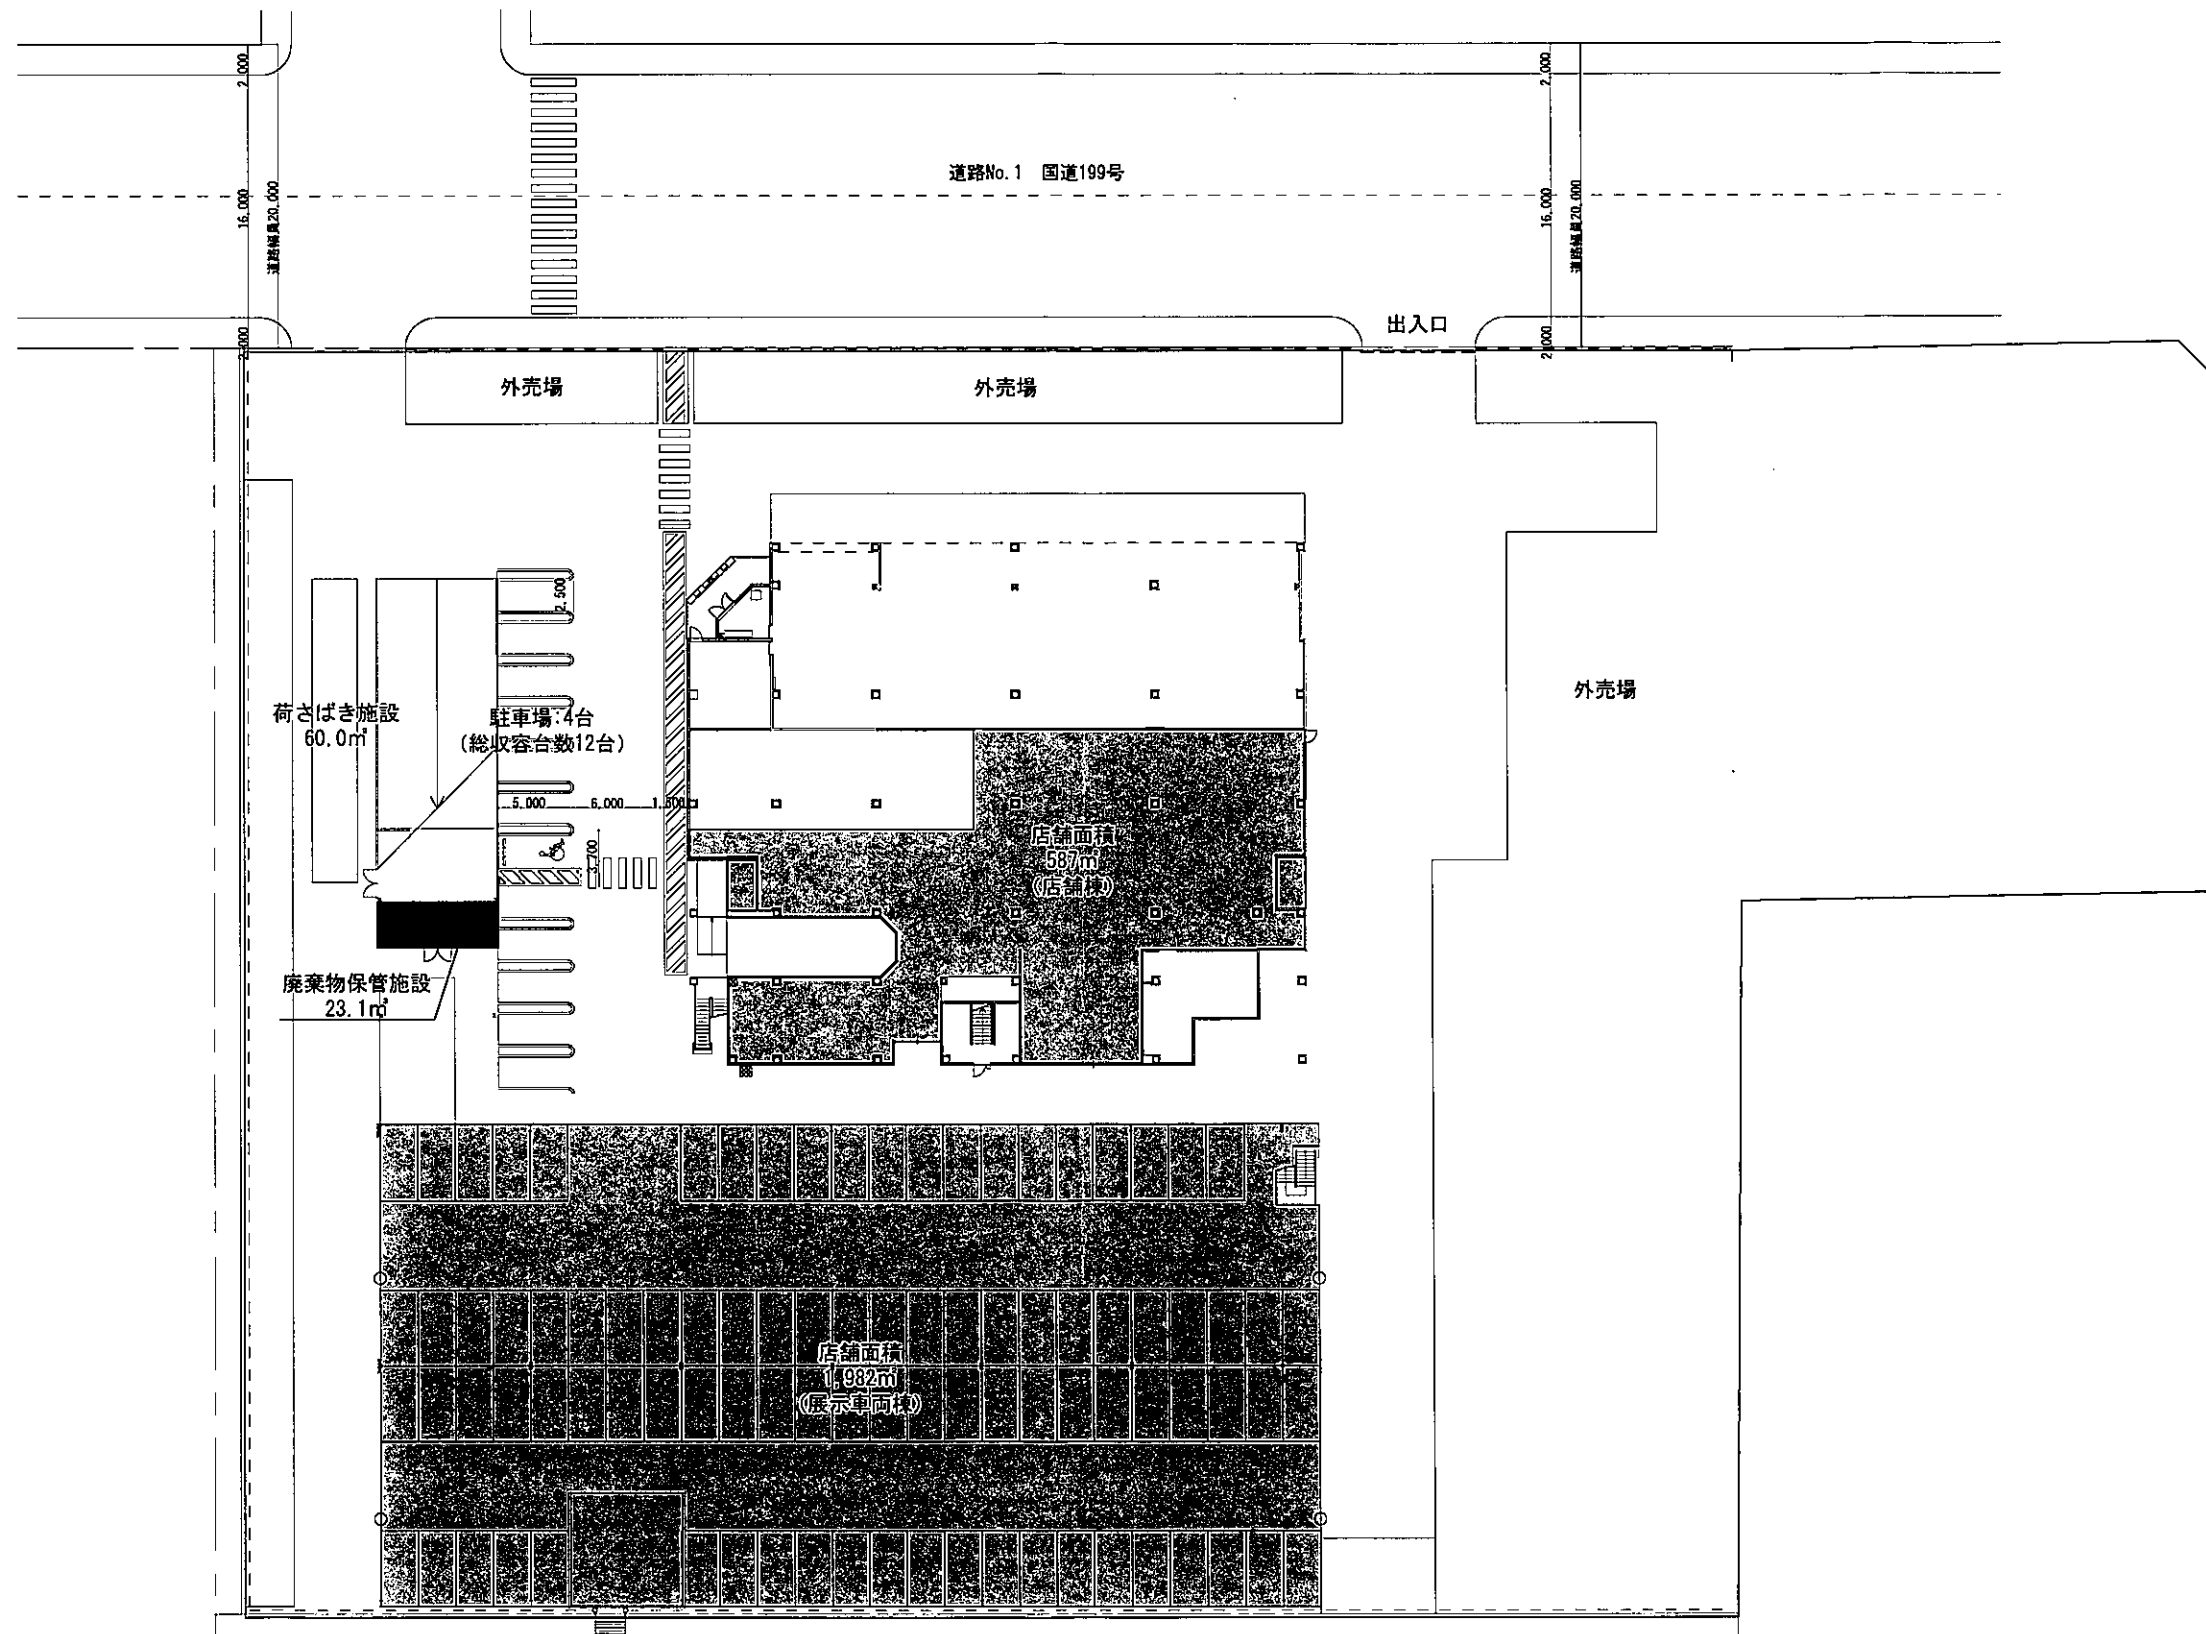 2,000
2,000
道路No.1 国道199号
16,000
道路幅員20,000
16,000
道路幅員20,000
出入口
2,000
2,000
外売場
外売場
2,500
外売場
荷さばき施設
60.0㎡
駐車場:4台
(総収容台数12台)
5,000
6,000
1,500
店舗面積
587㎡
(店舗棟)
3,700
廃棄物保管施設
23.1㎡
店舗面積
1,982㎡
(展示車両棟)